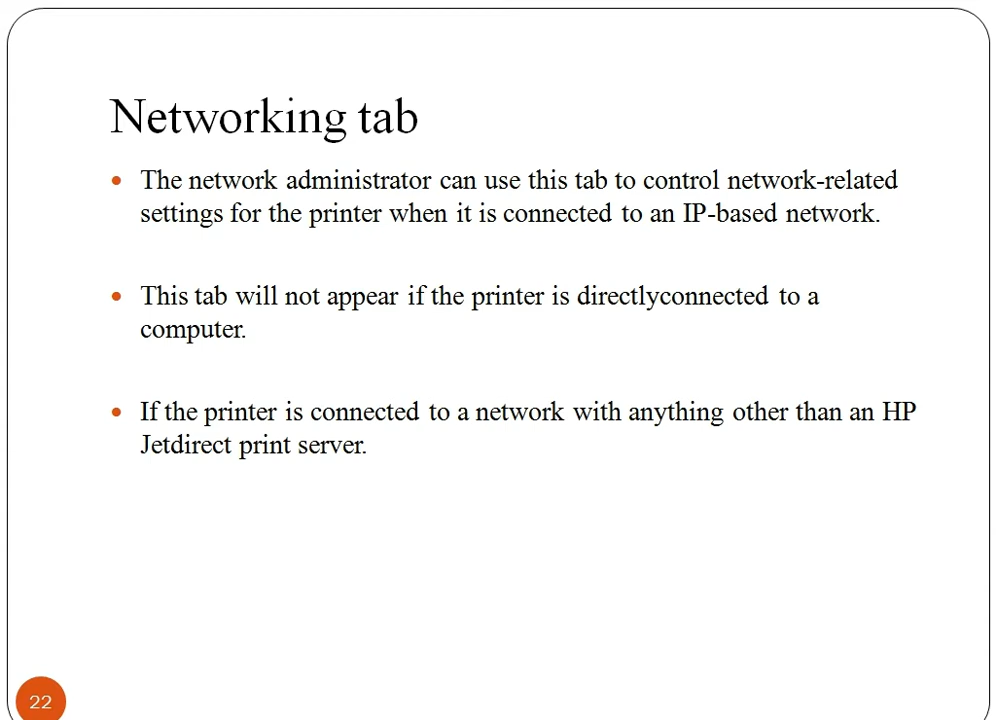 Networking tab
• The network administrator can use this tab to control network-related
settings for the printer when it is connected to an IP-based network.
• This tab will not appear if the printer is directlyconnected to a
computer.
• If the printer is connected to a network with anything other than an HP
Jetdirect print server.
22